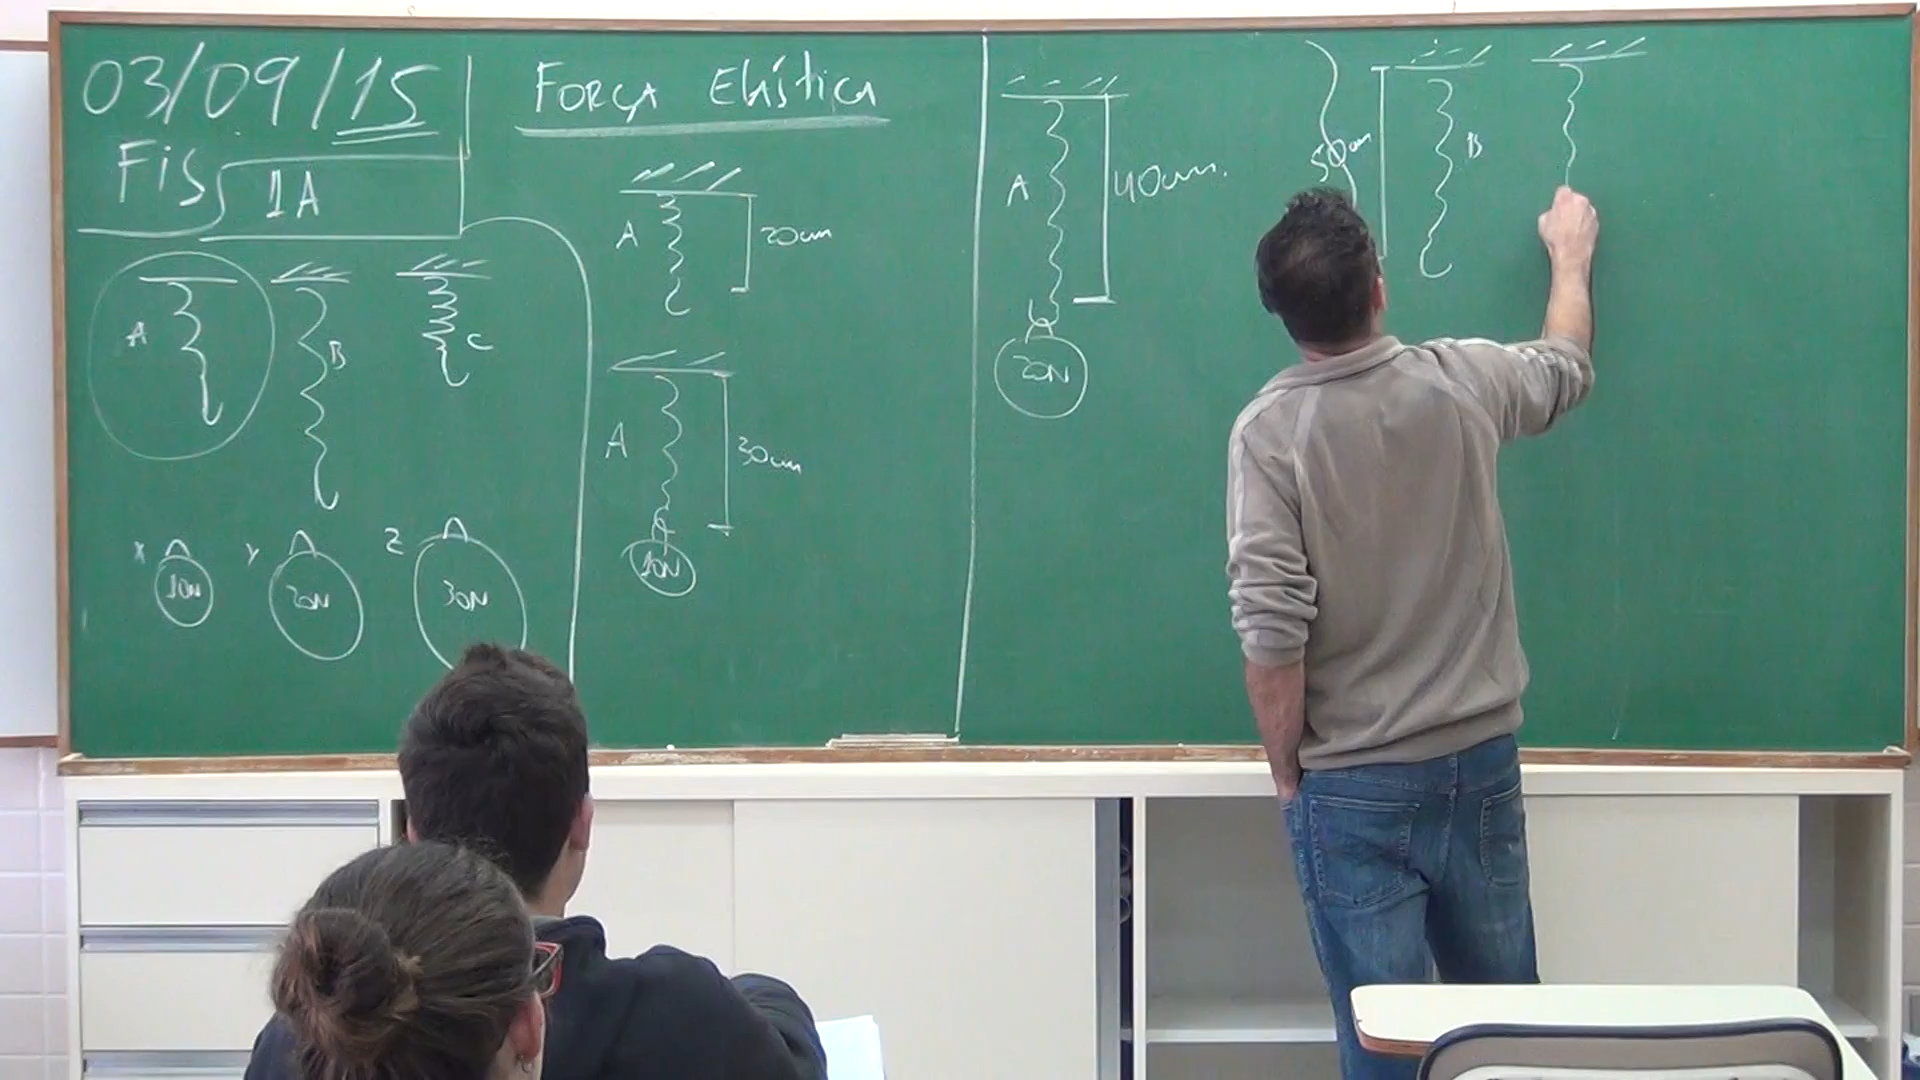 03/09/15
Fis 1A
A
B
C
X
10N
Y
20N
Z
30N
Força Elástica
A
20cm
A
30cm
10N
A
40cm.
20N
50cm
B